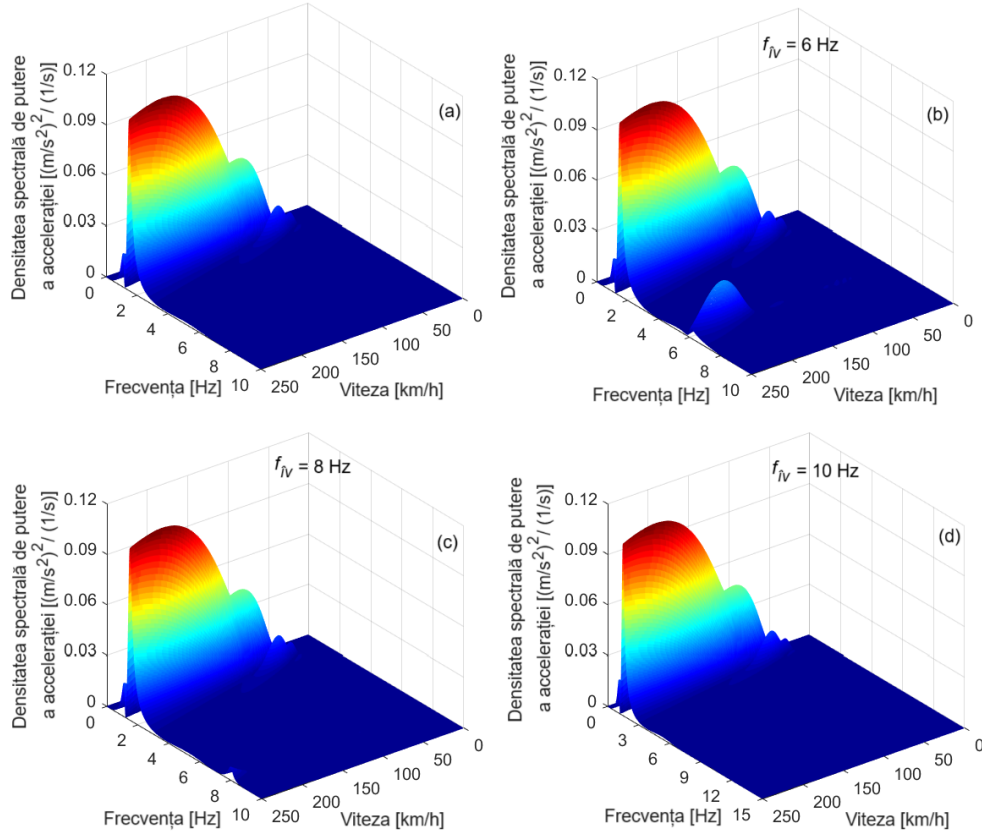 Densitatea spectrală de putere
a accelerației [(m/s²)²/ (1/s)]
0.12
0.09
0.06
0.03
0
(a)
0
2
4
6
8
10
Frecvența [Hz]
250
200
150
100
50
0
Viteza [km/h]
Densitatea spectrală de putere
a accelerației [(m/s²)²/ (1/s)]
f_îv = 6 Hz
0.12
0.09
0.06
0.03
0
(b)
0
2
4
6
8
10
Frecvența [Hz]
250
200
150
100
50
0
Viteza [km/h]
Densitatea spectrală de putere
a accelerației [(m/s²)²/ (1/s)]
f_îv = 8 Hz
0.12
0.09
0.06
0.03
0
(c)
0
2
4
6
8
10
Frecvența [Hz]
250
200
150
100
50
0
Viteza [km/h]
Densitatea spectrală de putere
a accelerației [(m/s²)²/ (1/s)]
f_îv = 10 Hz
0.12
0.09
0.06
0.03
0
(d)
0
3
6
9
12
15
Frecvența [Hz]
250
200
150
100
50
0
Viteza [km/h]